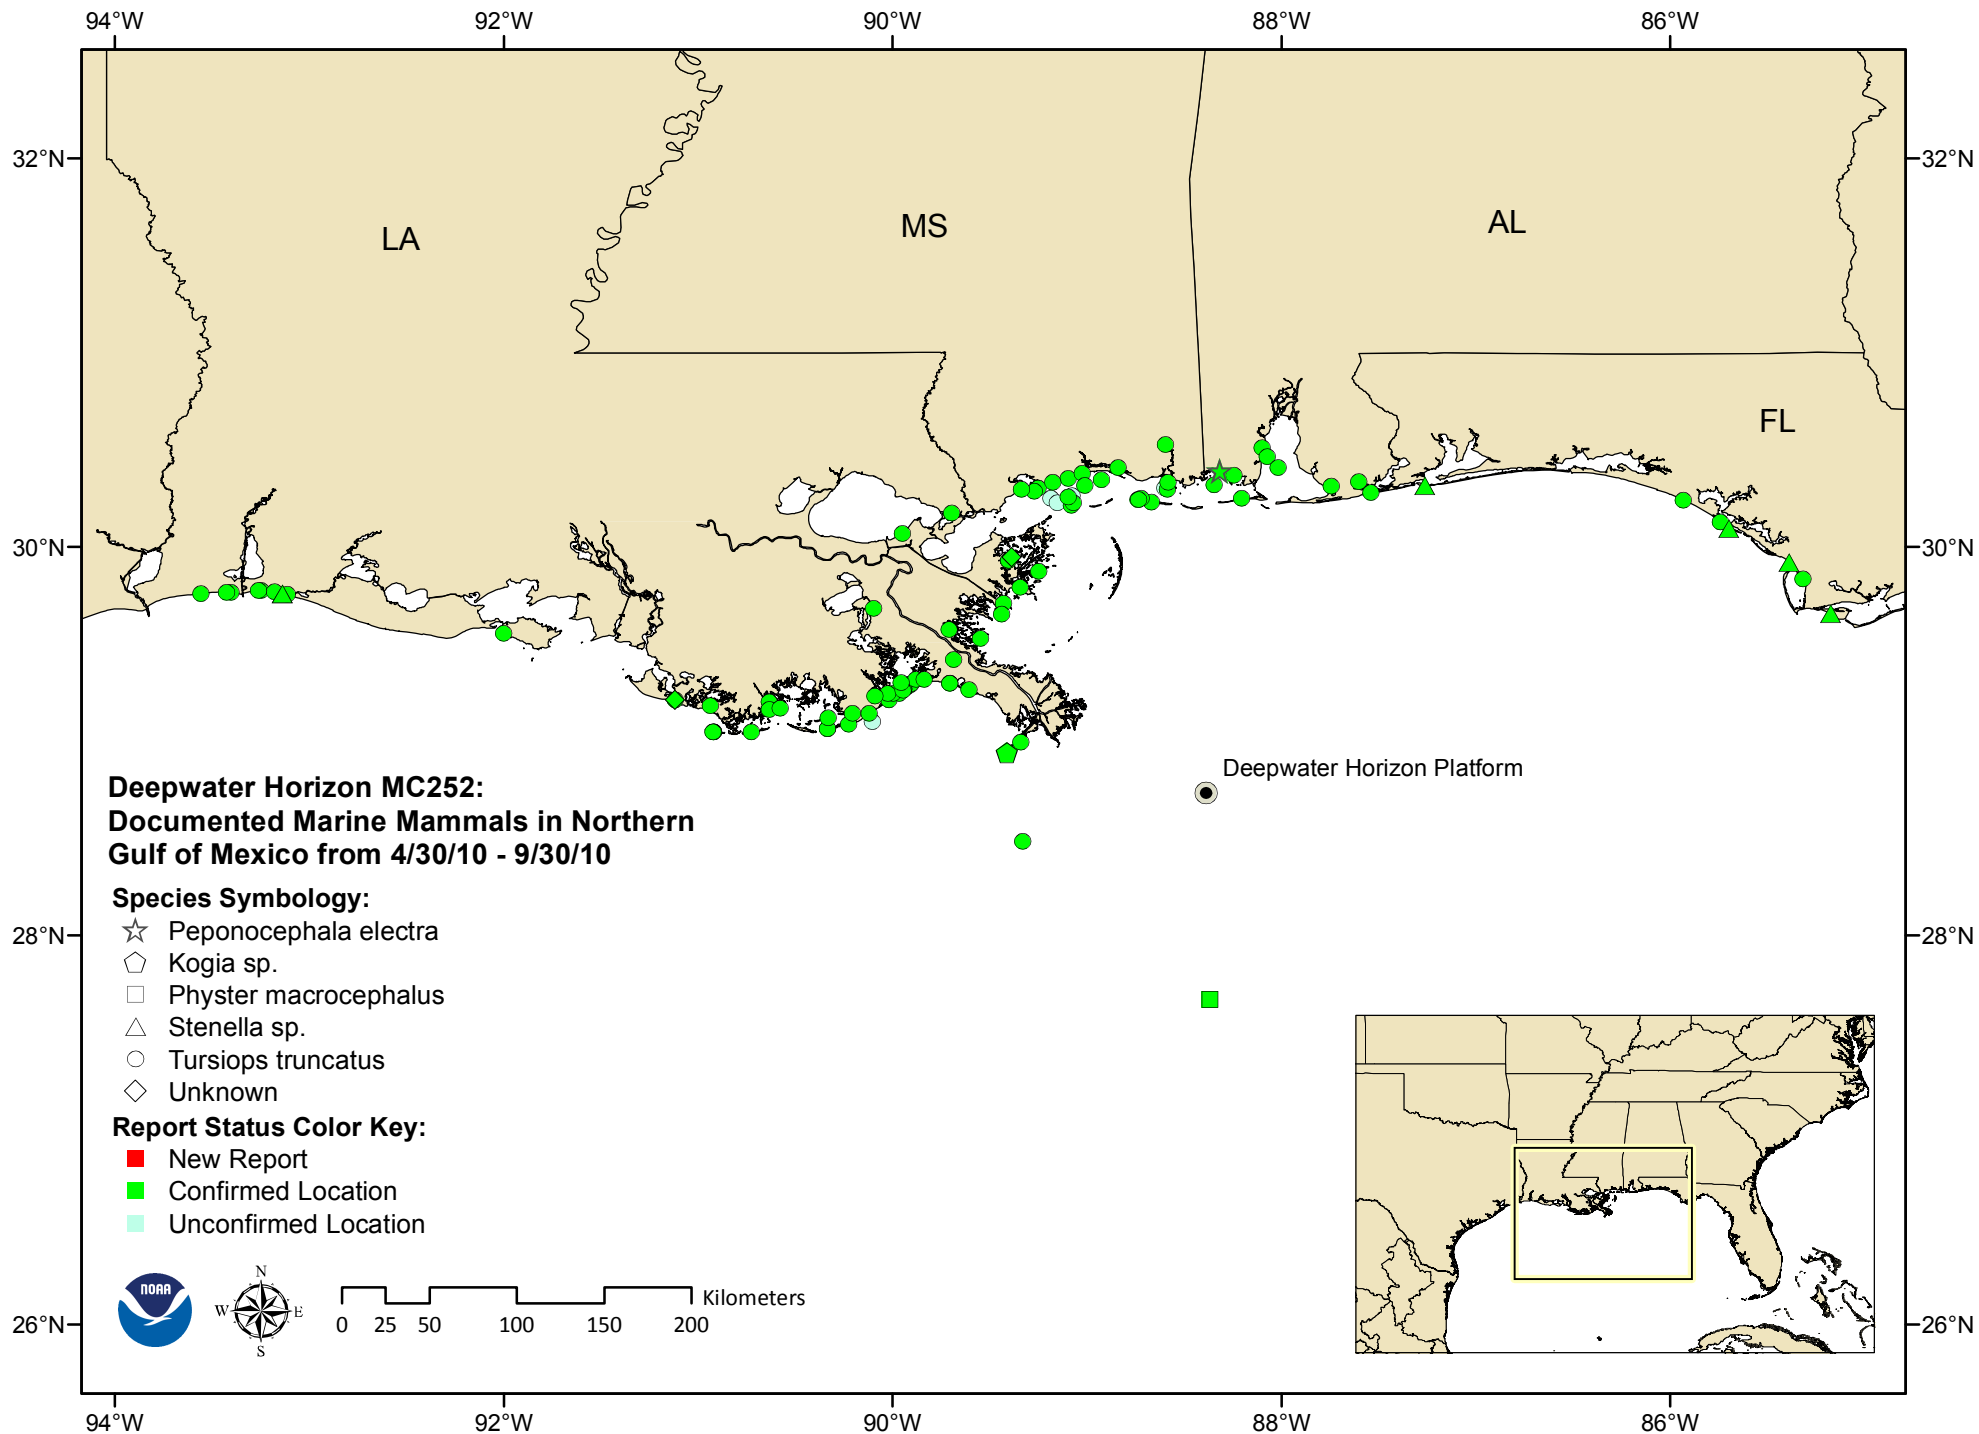 94°W 92°W 90°W 88°W 86°W
32°N 32°N
LA MS AL
FL
30°N 30°N
Deepwater Horizon Platform
Deepwater Horizon MC252:
Documented Marine Mammals in Northern
Gulf of Mexico from 4/30/10 - 9/30/10
Species Symbology:
Peponocephala electra
28°N 28°N
Kogia sp.
Physter macrocephalus
Stenella sp.
Tursiops truncatus
Unknown
Report Status Color Key:
New Report
Confirmed Location
Unconfirmed Location
NOAA
N
W E
S
Kilometers
0 25 50 100 150 200
26°N 26°N
94°W 92°W 90°W 88°W 86°W